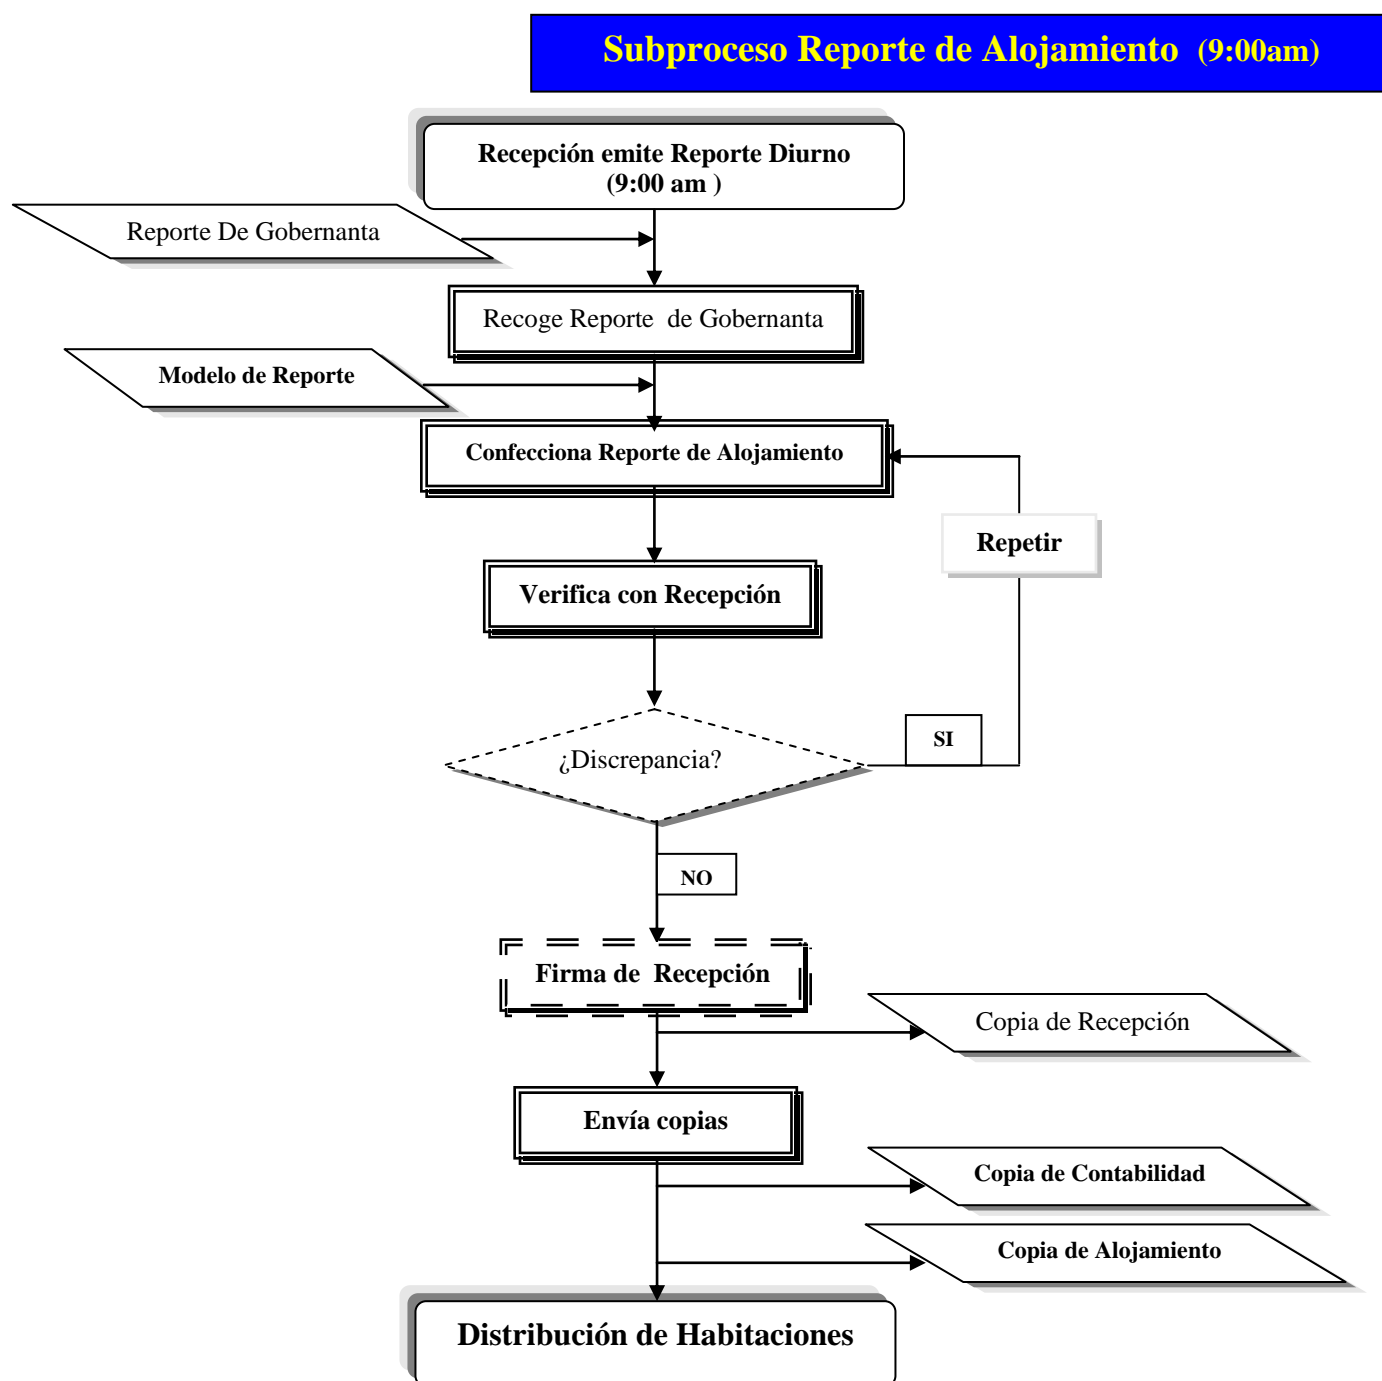 Subproceso Reporte de Alojamiento (9:00am)
Recepción emite Reporte Diurno
(9:00 am )
Reporte De Gobernanta
Recoge Reporte de Gobernanta
Modelo de Reporte
Confecciona Reporte de Alojamiento
Repetir
Verifica con Recepción
SI
¿Discrepancia?
NO
Firma de Recepción
Copia de Recepción
Envía copias
Copia de Contabilidad
Copia de Alojamiento
Distribución de Habitaciones